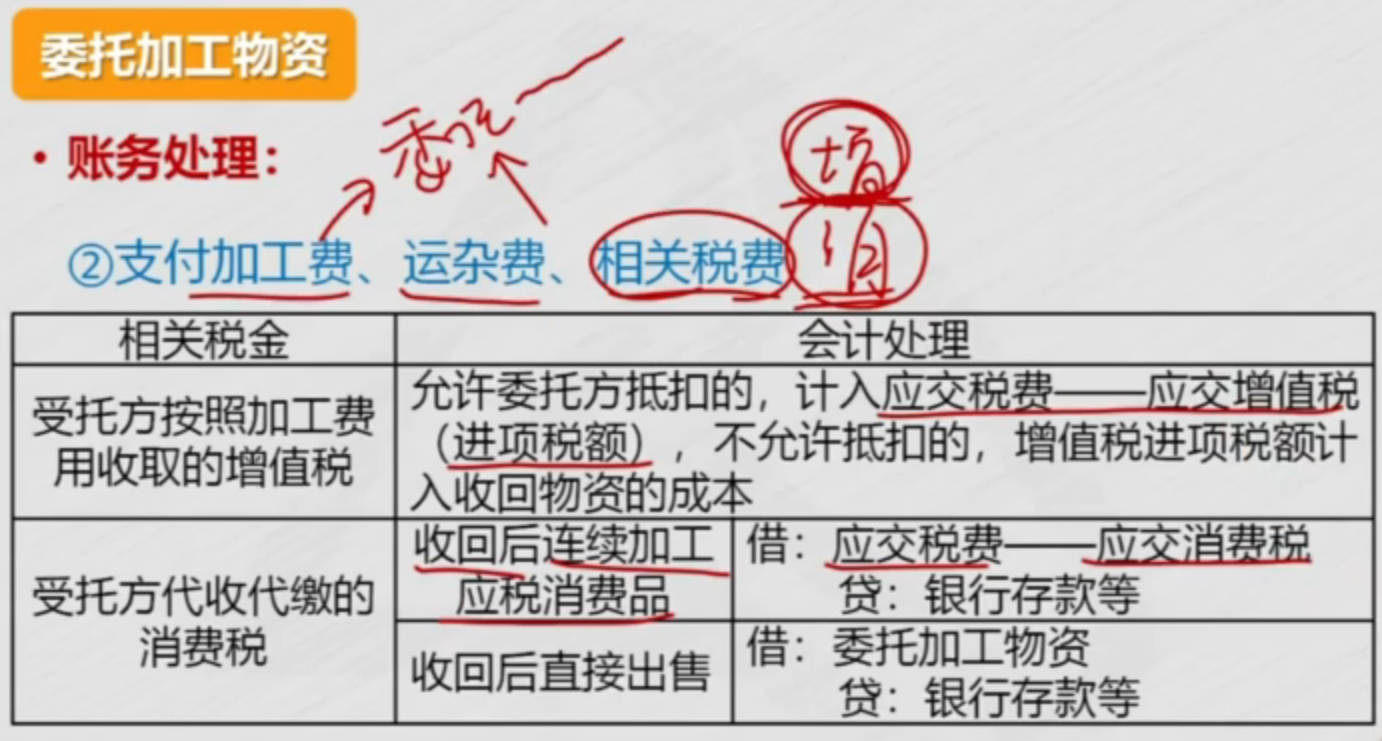 委托加工物资
• 账务处理：
委托
增
②支付加工费、运杂费、相关税费
消
相关税金
会计处理
受托方按照加工费
用收取的增值税
允许委托方抵扣的，计入应交税费——应交增值税
（进项税额），不允许抵扣的，增值税进项税额计
入收回物资的成本
受托方代收代缴的
消费税
收回后连续加工
应税消费品
借：应交税费——应交消费税
贷：银行存款等
收回后直接出售
借：委托加工物资
贷：银行存款等